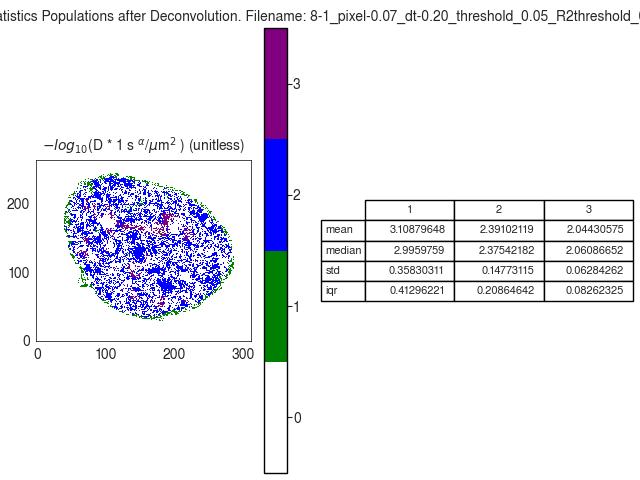 tistics Populations after Deconvolution. Filename: 8-1_pixel-0.07_dt-0.20_threshold_0.05_R2threshold_
−log10(D * 1 s α/μm2 ) (unitless)
200
100
0
0 100 200 300
3
2
1
0
1 2 3
mean 3.10879648 2.39102119 2.04430575
median 2.9959759 2.37542182 2.06086652
std 0.35830311 0.14773115 0.06284262
iqr 0.41296221 0.20864642 0.08262325